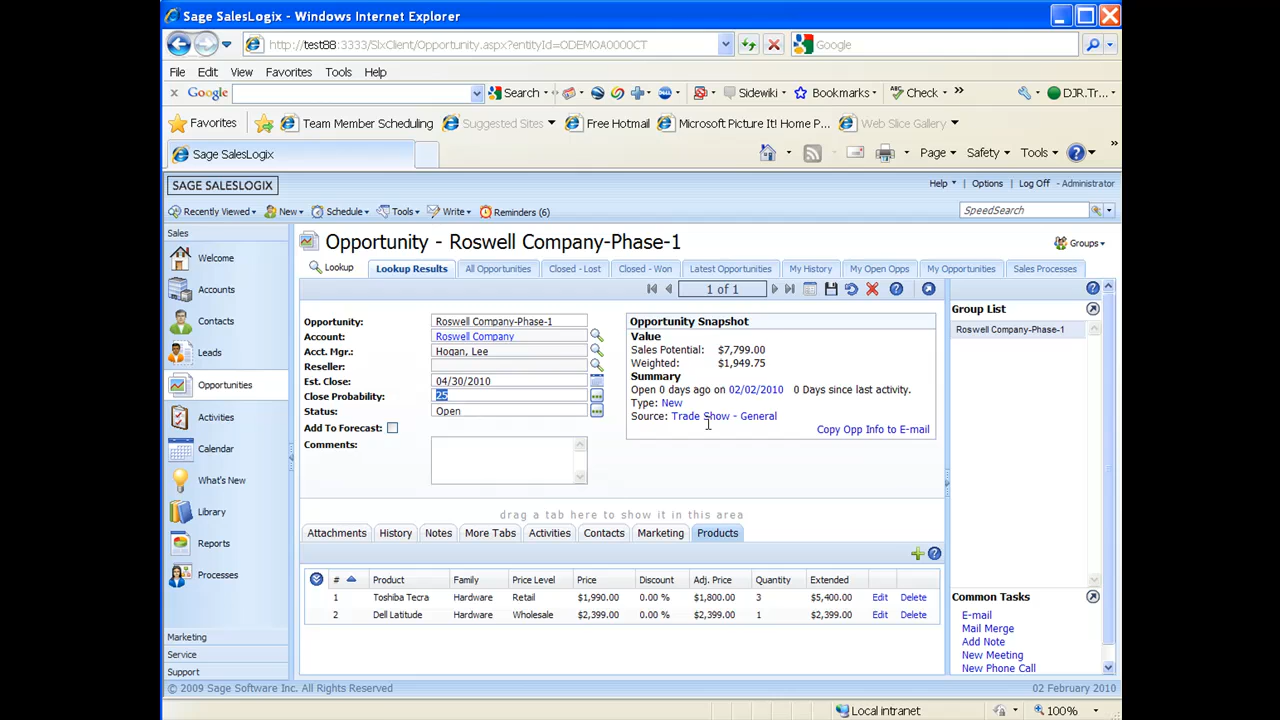 Sage SalesLogix - Windows Internet Explorer
http://test88:3333/SlxClient/Opportunity.aspx?entityId=ODEMOA0000CT
Google
File Edit View Favorites Tools Help
x Google Search Sidewiki Bookmarks Check » DJR.Tr...
Favorites Team Member Scheduling Suggested Sites Free Hotmail Microsoft Picture It! Home P... Web Slice Gallery
Sage SalesLogix Page Safety Tools »
SAGE SALESLOGIX Help Options Log Off - Administrator
Recently Viewed New Schedule Tools Write Reminders (6) SpeedSearch
Sales
Welcome
Accounts
Contacts
Leads
Opportunities
Activities
Calendar
What's New
Library
Reports
Processes
Marketing
Service
Support
Opportunity - Roswell Company-Phase-1 Groups
Lookup Lookup Results All Opportunities Closed - Lost Closed - Won Latest Opportunities My History My Open Opps My Opportunities Sales Processes
1 of 1
Opportunity: Roswell Company-Phase-1
Account: Roswell Company
Acct. Mgr.: Hogan, Lee
Reseller:
Est. Close: 04/30/2010
Close Probability: 25
Status: Open
Add To Forecast:
Comments:
Opportunity Snapshot
Value
Sales Potential: $7,799.00
Weighted: $1,949.75
Summary
Open 0 days ago on 02/02/2010 0 Days since last activity.
Type: New
Source: Trade Show - General
Copy Opp Info to E-mail
drag a tab here to show it in this area
Attachments History Notes More Tabs Activities Contacts Marketing Products
# Product Family Price Level Price Discount Adj. Price Quantity Extended
1 Toshiba Tecra Hardware Retail $1,990.00 0.00 % $1,800.00 3 $5,400.00 Edit Delete
2 Dell Latitude Hardware Wholesale $2,399.00 0.00 % $2,399.00 1 $2,399.00 Edit Delete
Group List
Roswell Company-Phase-1
Common Tasks
E-mail
Mail Merge
Add Note
New Meeting
New Phone Call
© 2009 Sage Software Inc. All Rights Reserved 02 February 2010
Local intranet 100%